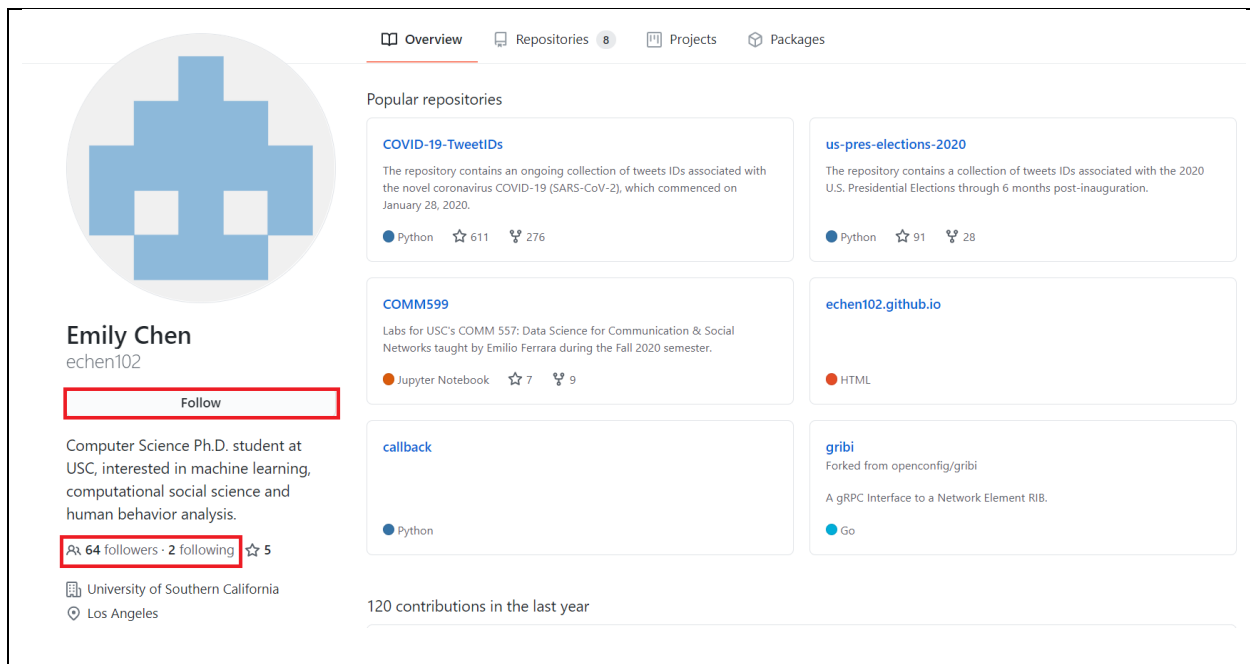 Overview Repositories 8 Projects Packages
Emily Chen
echen102
Follow
Computer Science Ph.D. student at
USC, interested in machine learning,
computational social science and
human behavior analysis.
64 followers · 2 following 5
University of Southern California
Los Angeles
Popular repositories
COVID-19-TweetIDs
The repository contains an ongoing collection of tweets IDs associated with
the novel coronavirus COVID-19 (SARS-CoV-2), which commenced on
January 28, 2020.
Python 611 276
us-pres-elections-2020
The repository contains a collection of tweets IDs associated with the 2020
U.S. Presidential Elections through 6 months post-inauguration.
Python 91 28
COMM599
Labs for USC's COMM 557: Data Science for Communication & Social
Networks taught by Emilio Ferrara during the Fall 2020 semester.
Jupyter Notebook 7 9
echen102.github.io
HTML
callback
Python
gribi
Forked from openconfig/gribi
A gRPC Interface to a Network Element RIB.
Go
120 contributions in the last year